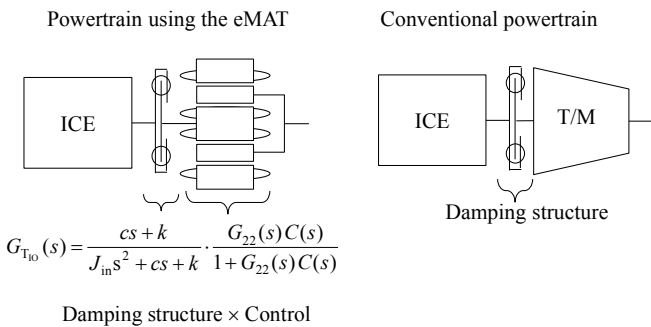 Powertrain using the eMAT
Conventional powertrain
ICE
ICE
T/M
Damping structure
G_{T_{IO}}(s) = \frac{cs + k}{J_{in}s^2 + cs + k} \cdot \frac{G_{22}(s)C(s)}{1 + G_{22}(s)C(s)}
Damping structure × Control